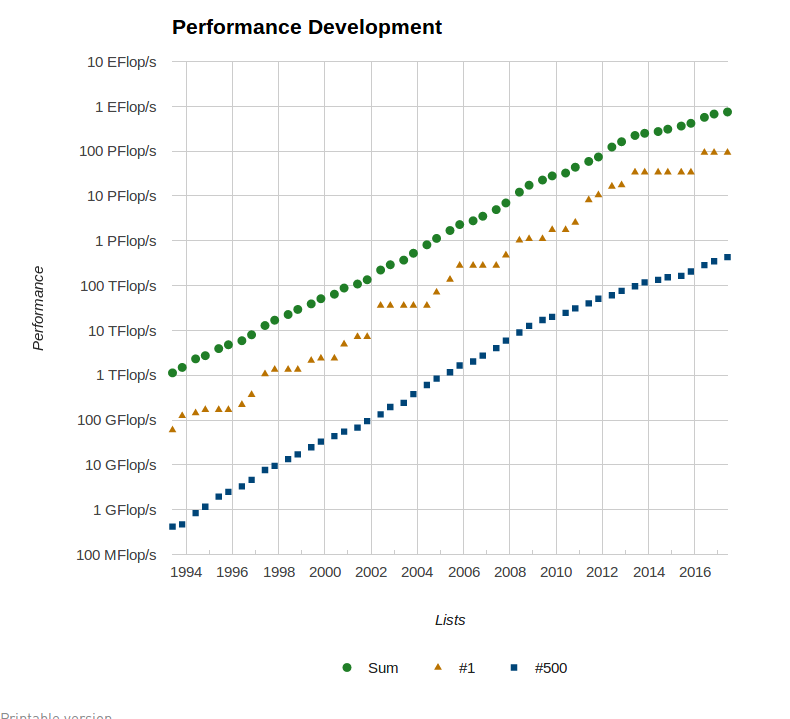 Performance Development
10 EFlop/s
1 EFlop/s
100 PFlop/s
10 PFlop/s
1 PFlop/s
100 TFlop/s
10 TFlop/s
1 TFlop/s
100 GFlop/s
10 GFlop/s
1 GFlop/s
100 MFlop/s
Performance
1994 1996 1998 2000 2002 2004 2006 2008 2010 2012 2014 2016
Lists
Sum #1 #500
Printable version